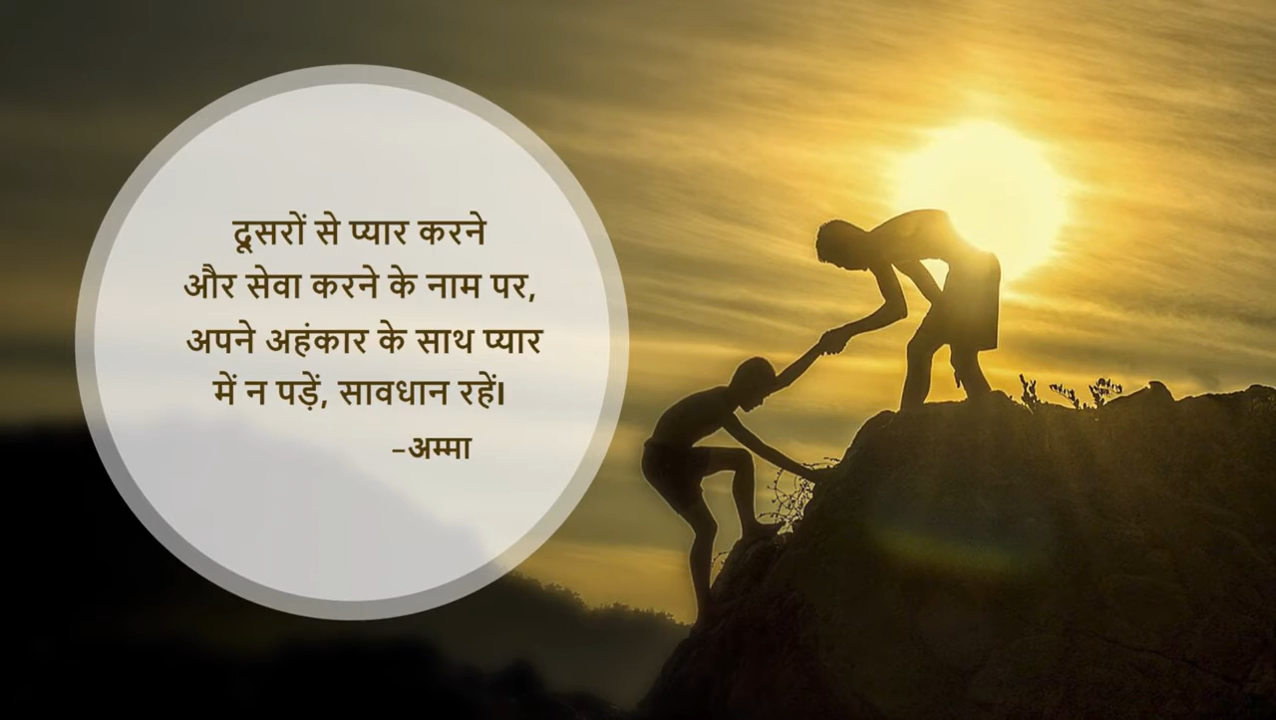 दूसरों से प्यार करने
और सेवा करने के नाम पर,
अपने अहंकार के साथ प्यार
में न पड़ें, सावधान रहें।
–अम्मा